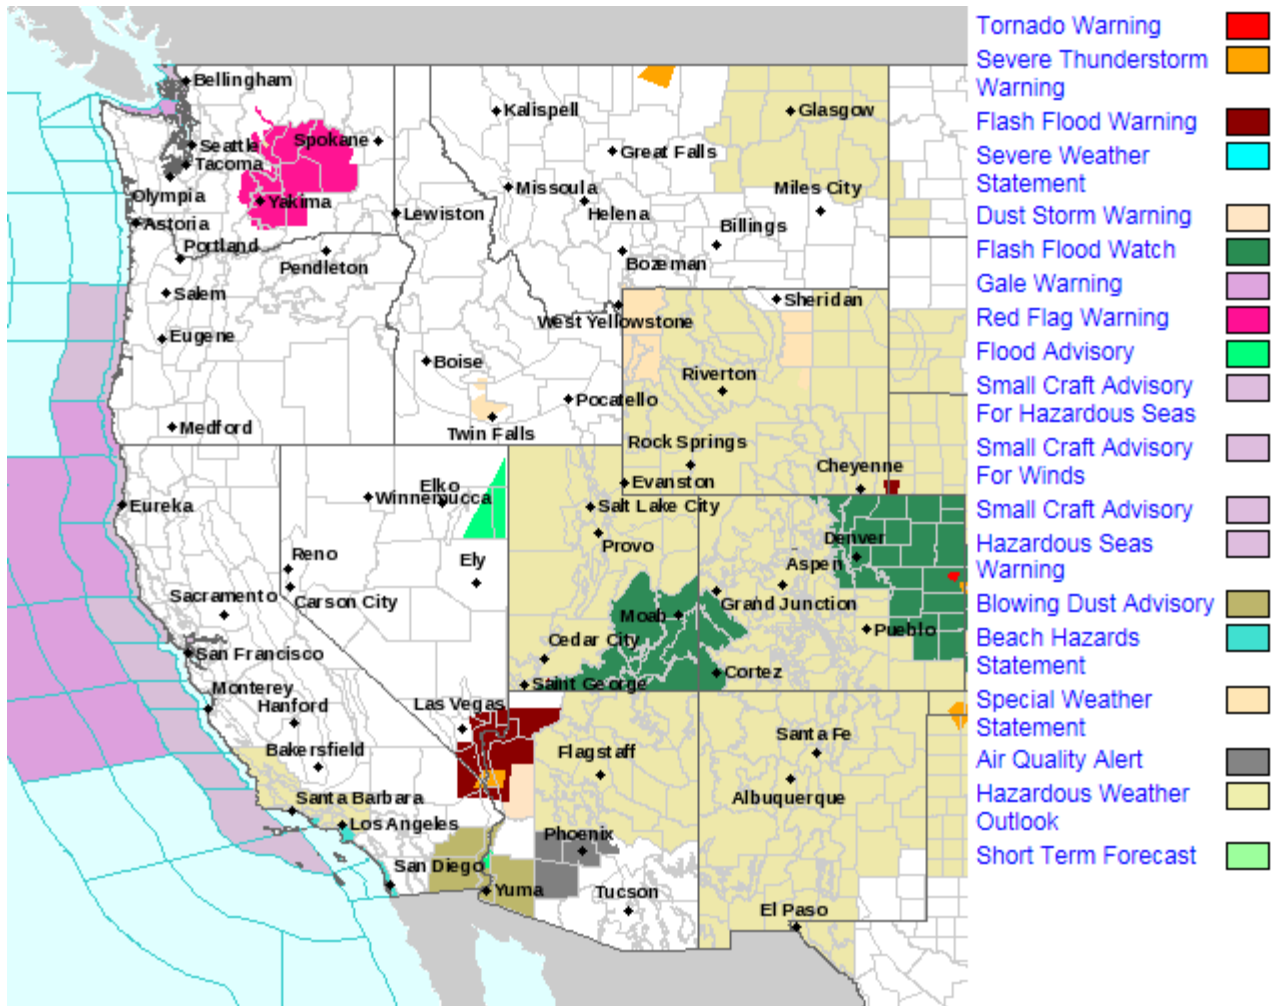 Bellingham
Seattle
Spokane
Tacoma
Olympia
Yakima
Astoria
Lewiston
Portland
Pendleton
Salem
Eugene
Medford
Kalispell
Glasgow
Great Falls
Missoula
Miles City
Helena
Billings
Bozeman
Sheridan
West Yellowstone
Boise
Riverton
Pocatello
Twin Falls
Rock Springs
Cheyenne
Evanston
Elko
Winnemucca
Eureka
Salt Lake City
Provo
Denver
Reno
Ely
Aspen
Carson City
Grand Junction
Sacramento
Moab
Pueblo
San Francisco
Cedar City
Cortez
Saint George
Monterey
Hanford
Las Vegas
Bakersfield
Flagstaff
Santa Fe
Albuquerque
Santa Barbara
Los Angeles
Phoenix
San Diego
Yuma
Tucson
El Paso
Tornado Warning
Severe Thunderstorm
Warning
Flash Flood Warning
Severe Weather
Statement
Dust Storm Warning
Flash Flood Watch
Gale Warning
Red Flag Warning
Flood Advisory
Small Craft Advisory
For Hazardous Seas
Small Craft Advisory
For Winds
Small Craft Advisory
Hazardous Seas
Warning
Blowing Dust Advisory
Beach Hazards
Statement
Special Weather
Statement
Air Quality Alert
Hazardous Weather
Outlook
Short Term Forecast